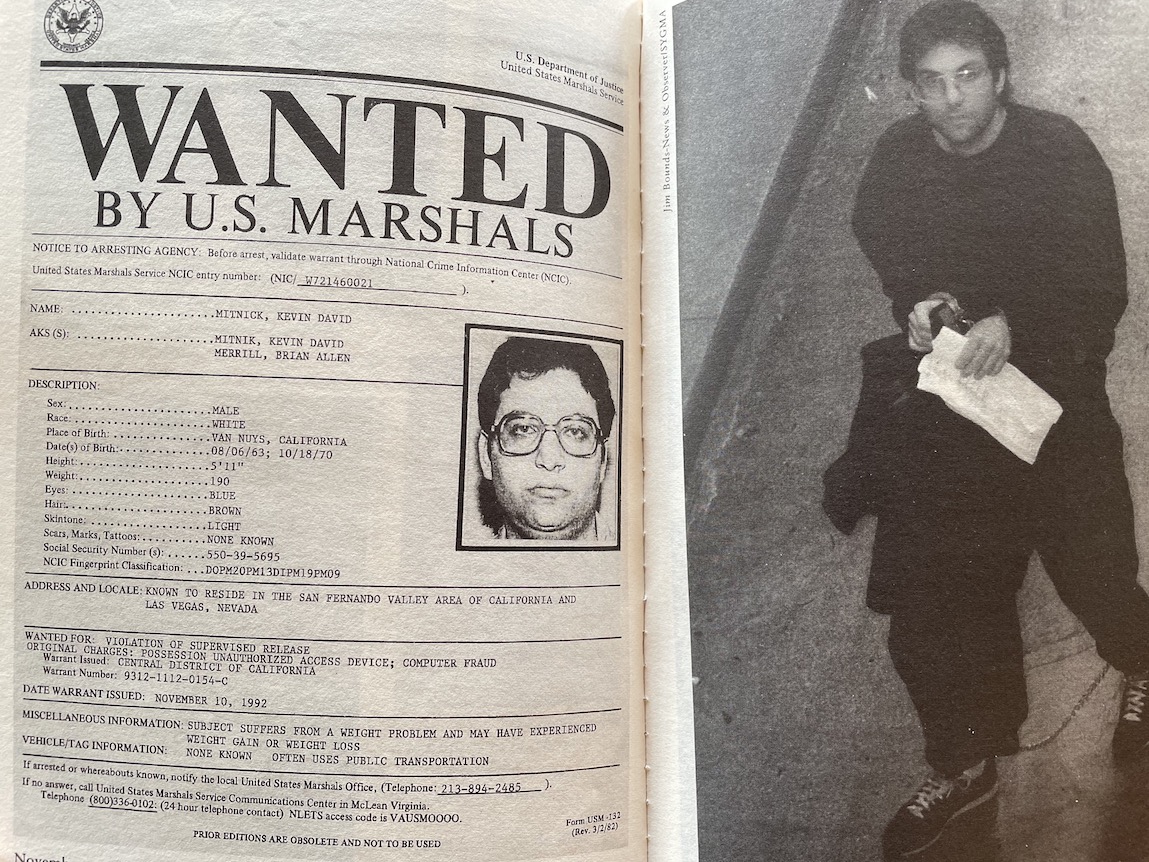 U.S. Department of Justice
United States Marshals Service
WANTED
BY U.S. MARSHALS
NOTICE TO ARRESTING AGENCY: Before arrest, validate warrant through National Crime Information Center (NCIC).
United States Marshals Service NCIC entry number: (NIC/ W721460021 ).
NAME: ......................MITNICK, KEVIN DAVID
AKS (S): .....................MITNIK, KEVIN DAVID
MERRILL, BRIAN ALLEN
DESCRIPTION:
Sex:......................MALE
Race:.....................WHITE
Place of Birth: ..............VAN NUYS, CALIFORNIA
Date(s) of Birth:.............08/06/63; 10/18/70
Height:....................5'11"
Weight:....................190
Eyes: ......................BLUE
Hair:......................BROWN
Skintone: ..................LIGHT
Scars, Marks, Tattoos:.........NONE KNOWN
Social Security Number (s): ......550-39-5695
NCIC Fingerprint Classification: ...DOPM20PM13DIPM19PM09
ADDRESS AND LOCALE: KNOWN TO RESIDE IN THE SAN FERNANDO VALLEY AREA OF CALIFORNIA AND
LAS VEGAS, NEVADA
WANTED FOR: VIOLATION OF SUPERVISED RELEASE
ORIGINAL CHARGES: POSSESSION UNAUTHORIZED ACCESS DEVICE; COMPUTER FRAUD
Warrant Issued: CENTRAL DISTRICT OF CALIFORNIA
Warrant Number: 9312-1112-0154-C
DATE WARRANT ISSUED: NOVEMBER 10, 1992
MISCELLANEOUS INFORMATION: SUBJECT SUFFERS FROM A WEIGHT PROBLEM AND MAY HAVE EXPERIENCED
WEIGHT GAIN OR WEIGHT LOSS
VEHICLE/TAG INFORMATION: NONE KNOWN OFTEN USES PUBLIC TRANSPORTATION
If arrested or whereabouts known, notify the local United States Marshals Office, (Telephone: 213-894-2485 ).
If no answer, call United States Marshals Service Communications Center in McLean Virginia.
Telephone (800)336-0102: (24 hour telephone contact) NLETS access code is VAUSMOOOO.
Form USM-132
(Rev. 3/2/82)
PRIOR EDITIONS ARE OBSOLETE AND NOT TO BE USED
Jim Bounds-News & Observer/SYGMA